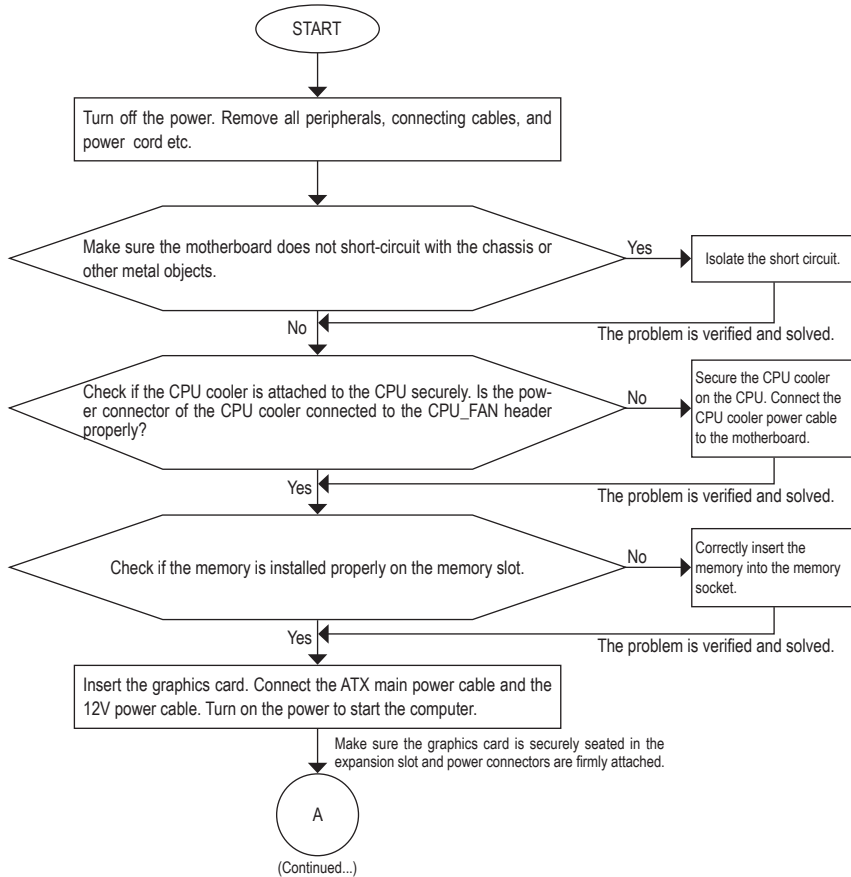 START
Turn off the power. Remove all peripherals, connecting cables, and
power cord etc.
Make sure the motherboard does not short-circuit with the chassis or
other metal objects.
Yes
Isolate the short circuit.
No
The problem is verified and solved.
Check if the CPU cooler is attached to the CPU securely. Is the pow-
er connector of the CPU cooler connected to the CPU_FAN header
properly?
No
Secure the CPU cooler
on the CPU. Connect the
CPU cooler power cable
to the motherboard.
Yes
The problem is verified and solved.
Check if the memory is installed properly on the memory slot.
No
Correctly insert the
memory into the memory
socket.
Yes
The problem is verified and solved.
Insert the graphics card. Connect the ATX main power cable and the
12V power cable. Turn on the power to start the computer.
Make sure the graphics card is securely seated in the
expansion slot and power connectors are firmly attached.
A
(Continued...)